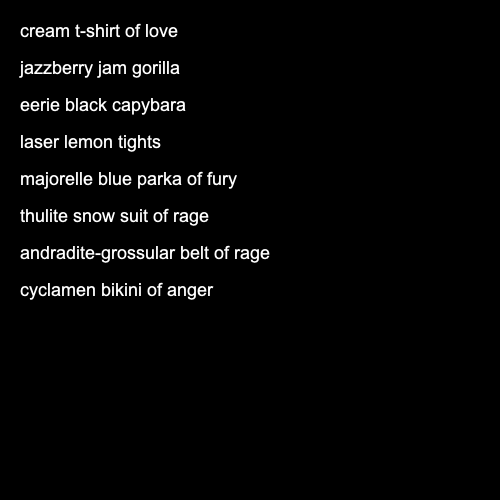 cream t-shirt of love
jazzberry jam gorilla
eerie black capybara
laser lemon tights
majorelle blue parka of fury
thulite snow suit of rage
andradite-grossular belt of rage
cyclamen bikini of anger